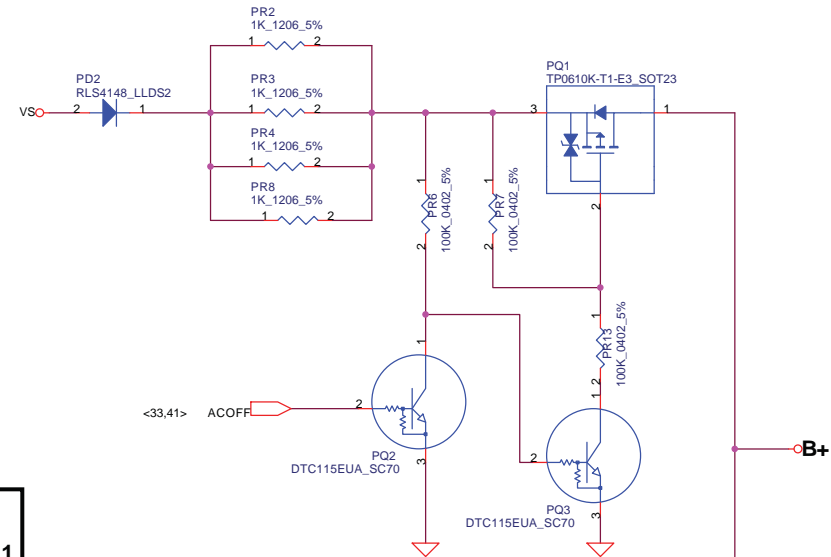 PR2
1K_1206_5%
1 2
PR3
1K_1206_5%
1 2
PR4
1K_1206_5%
1 2
PR8
1K_1206_5%
1 2
PD2
RLS4148_LLDS2
VS 2 1
PQ1
TP0610K-T1-E3_SOT23
3 1
2
1
PR6
100K_0402_5%
2
1
PR7
100K_0402_5%
2
1
PR13
100K_0402_5%
2
<33,41> ACOFF 2
1
PQ2
DTC115EUA_SC70
3
2
1
PQ3
DTC115EUA_SC70
3
B+
1